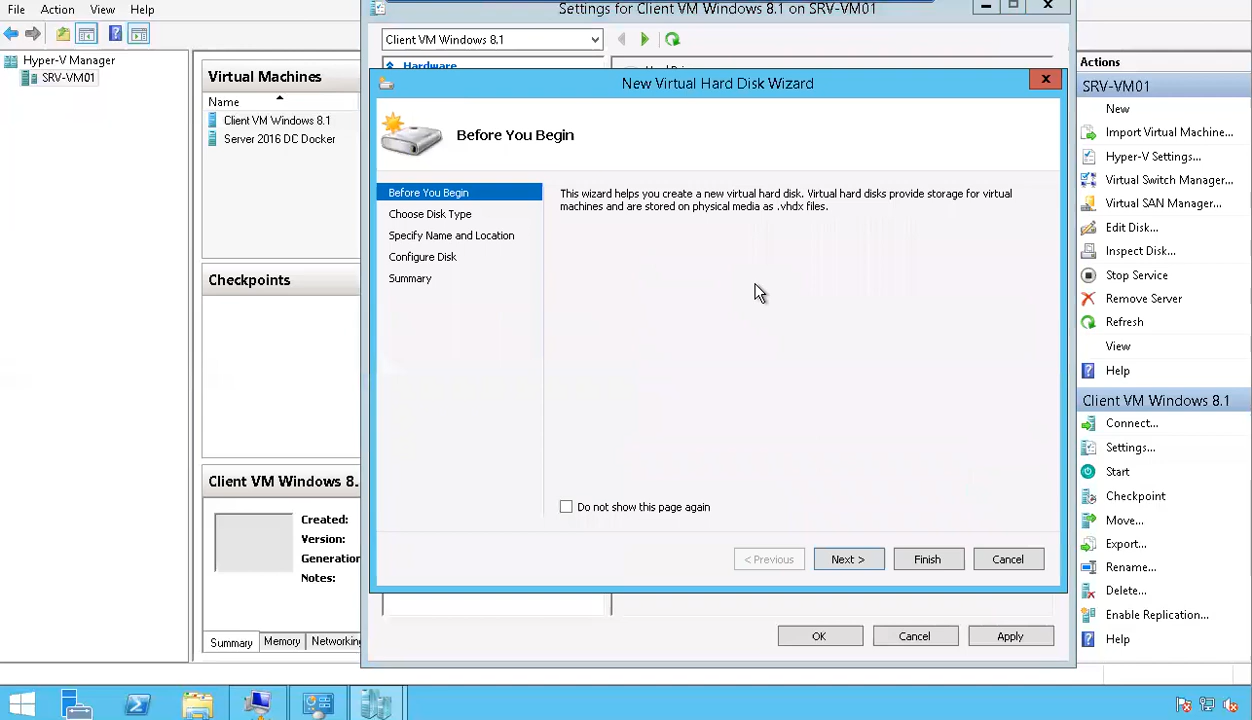 File Action View Help
Settings for Client VM Windows 8.1 on SRV-VM01
Hyper-V Manager
SRV-VM01
Virtual Machines
Name
Client VM Windows 8.1
Server 2016 DC Docker
Checkpoints
Client VM Windows 8.
Created:
Version:
Generation
Notes:
Summary Memory Networking
Client VM Windows 8.1
Hardware
New Virtual Hard Disk Wizard
Before You Begin
Before You Begin
Choose Disk Type
Specify Name and Location
Configure Disk
Summary
This wizard helps you create a new virtual hard disk. Virtual hard disks provide storage for virtual
machines and are stored on physical media as .vhdx files.
Do not show this page again
< Previous Next > Finish Cancel
OK Cancel Apply
Actions
SRV-VM01
New
Import Virtual Machine...
Hyper-V Settings...
Virtual Switch Manager...
Virtual SAN Manager...
Edit Disk...
Inspect Disk...
Stop Service
Remove Server
Refresh
View
Help
Client VM Windows 8.1
Connect...
Settings...
Start
Checkpoint
Move...
Export...
Rename...
Delete...
Enable Replication...
Help